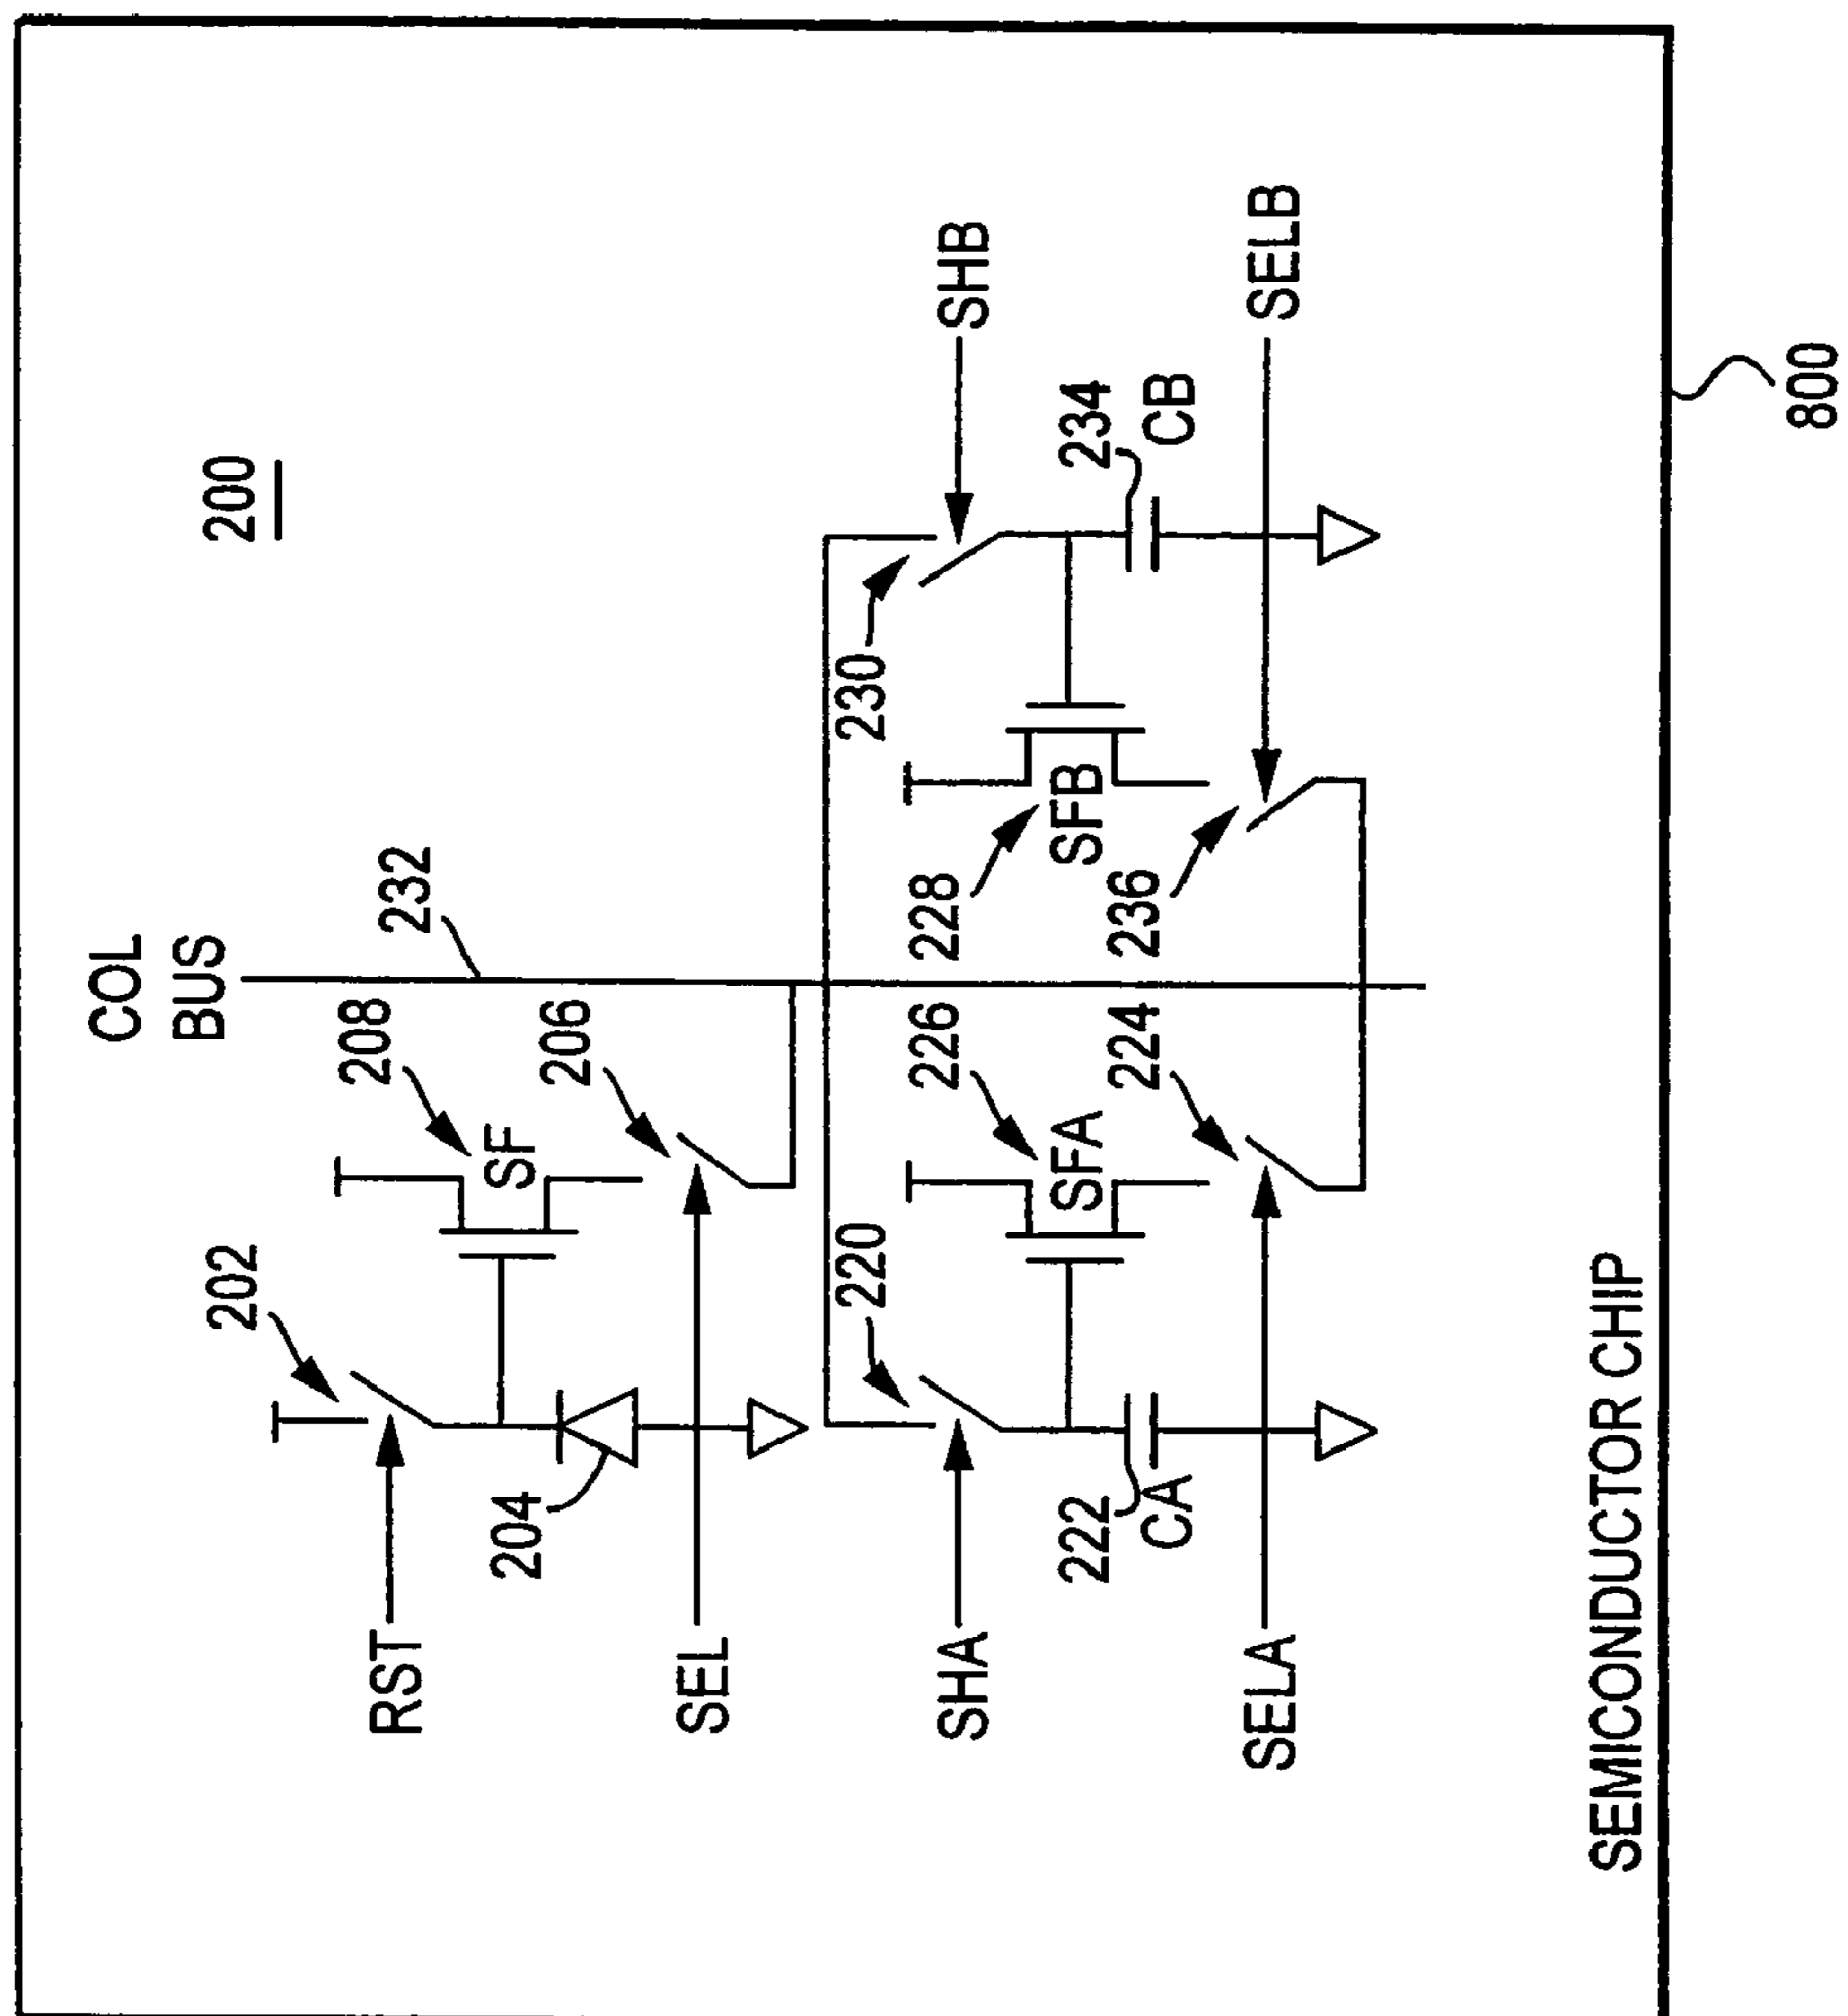 COL
BUS
200
232
202
208
SF
206
RST
204
SEL
220
226
SFA
224
SHA
222
CA
SELA
230
228
SFB
236
SHB
234
CB
SELB
SEMICONDUCTOR CHIP
800